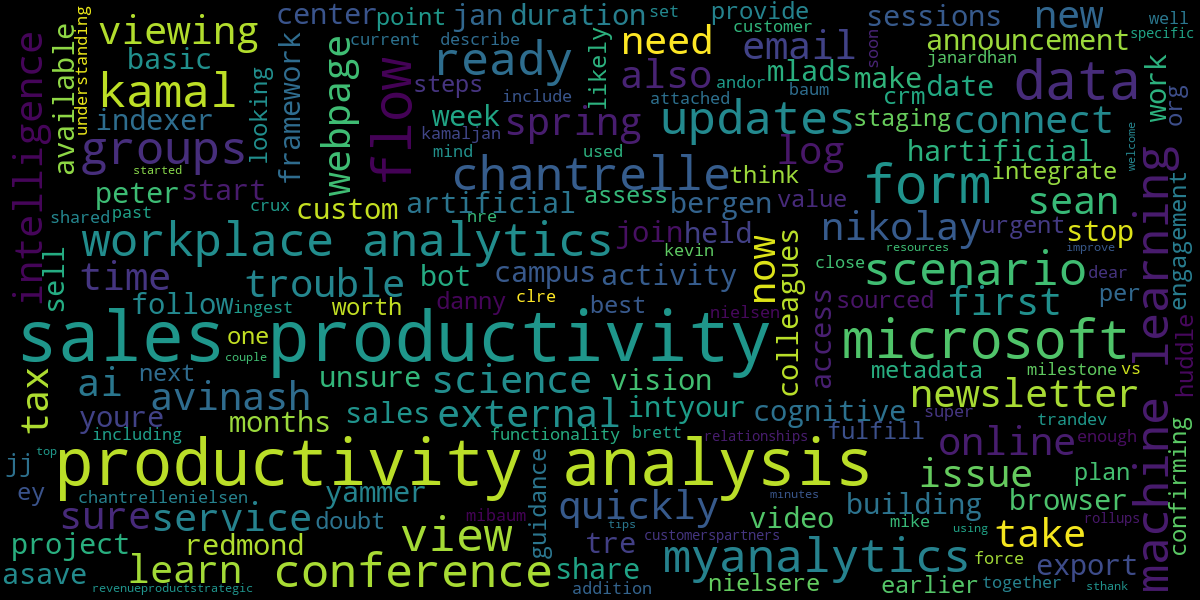 understanding
available
intelligence
viewing
basic
kamal
indexer
groups
started
center
point
jan
duration
set
provide
sessions
new
well
specific
current
describe
ready
steps
include
webpage
flow
framework
looking
likely
need
customer
email
soon
announcement
janardhan
also
andor
baum
mlads
make
crm
date
data
work
org
attached
week
kamaljan
spring
updates
staging
connect
mind
used
log
hartificial
welcome
chantrelle
think
form
integrate
peter
start
crux
custom
artificial
assess
bergen
value
sean
shared
past
nre
join
held
nikolay
urgent
stop
engagement
workplace analytics
kevin
resources
improve
now
colleagues
close
scenario
dear
machine learning
sell
time
trouble
bot
campus
activity
access
sourced
first
per
follow
ingest
worth
danny
clre
best
nielsen
huddle
sales productivity
one
couple
microsoft
tax
ai
next
unsure
science
vision
metadata
milestone
vs
avinash
newsletter
youre
months
sales
external
intyour
cognitive
super
trandev
including
functionality
brett
relationships
fulfill
online
enough
confirming
top
jj
productivity analysis
issue
plan
ey
chantrellenielsen
yammer
guidance
minutes
quickly
building
browser
sure
service
doubt
mibaum
tips
customerspartners
video
mike
using
take
rollups
project
redmond
view
tre
myanalytics
force
export
asave
learn
conference
share
addition
nielsere
earlier
together
sthank
revenueproductstrategic